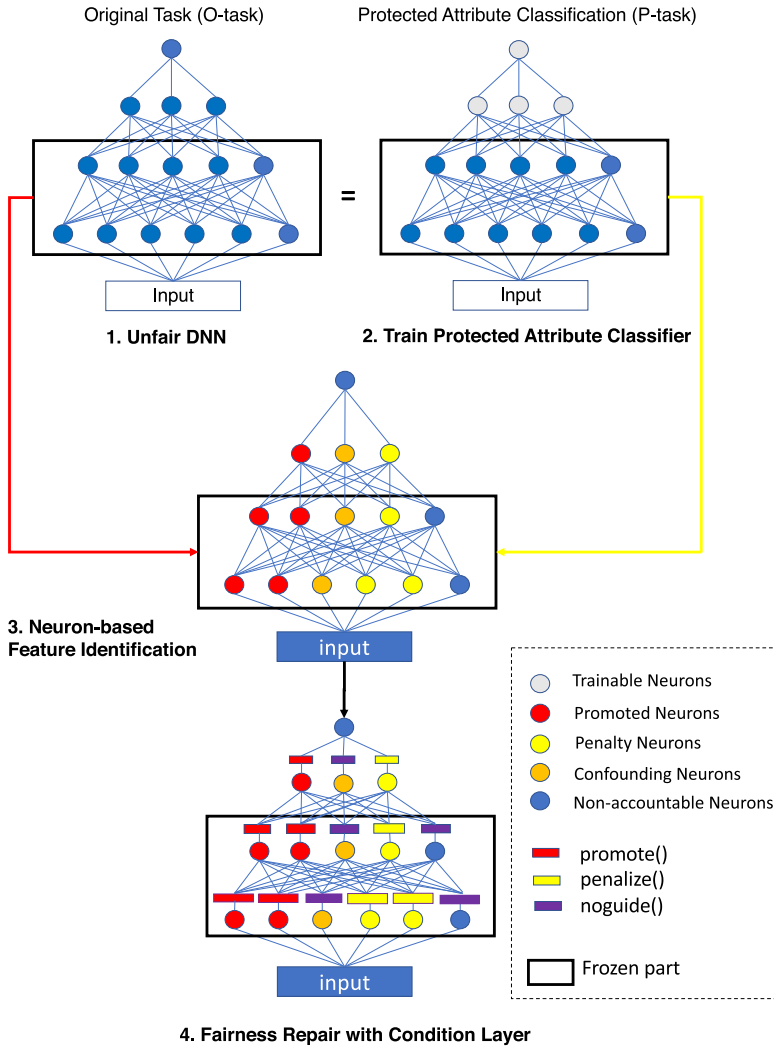 Original Task (O-task)
Protected Attribute Classification (P-task)
=
Input
Input
1. Unfair DNN
2. Train Protected Attribute Classifier
3. Neuron-based
Feature Identification
input
Trainable Neurons
Promoted Neurons
Penalty Neurons
Confounding Neurons
Non-accountable Neurons
promote()
penalize()
noguide()
Frozen part
input
4. Fairness Repair with Condition Layer